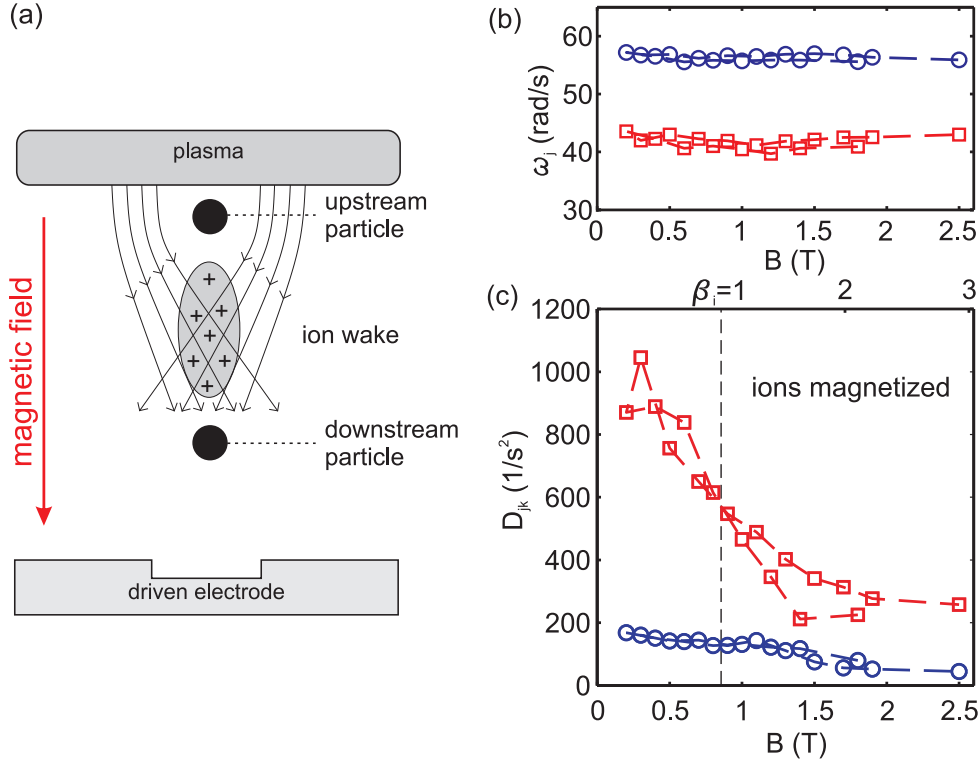 (a)
plasma
upstream
particle
ion wake
magnetic field
downstream
particle
driven electrode
+
+
+
+
+
+
+
(b)
60
50
40
30
ω_j (rad/s)
0
0.5
1
1.5
2
2.5
B (T)
(c)
β_i=1
2
3
1200
1000
800
600
400
200
0
D_jk (1/s²)
ions magnetized
0
0.5
1
1.5
2
2.5
B (T)